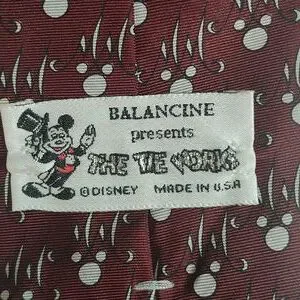 BALANCINE
presents
THE TIE WORKS
© DISNEY MADE IN U.S.A